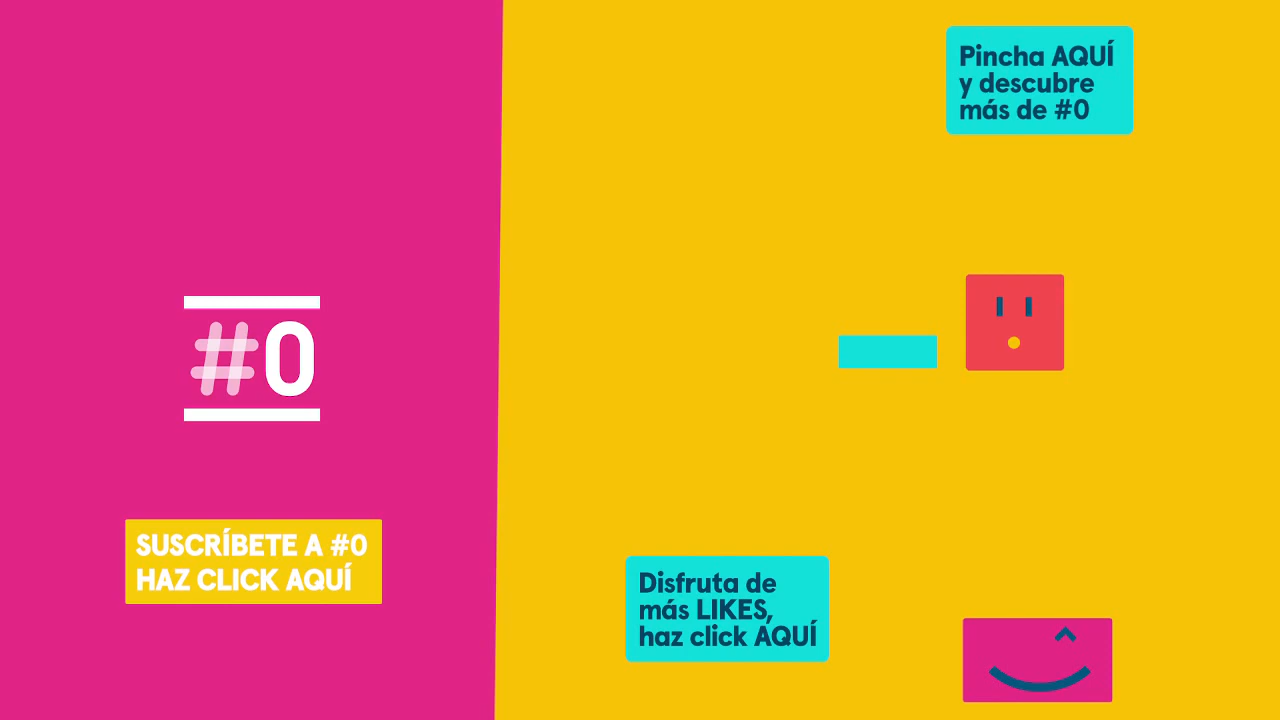 #0
SUSCRÍBETE A #0
HAZ CLICK AQUÍ
Pincha AQUÍ
y descubre
más de #0
Disfruta de
más LIKES,
haz click AQUÍ